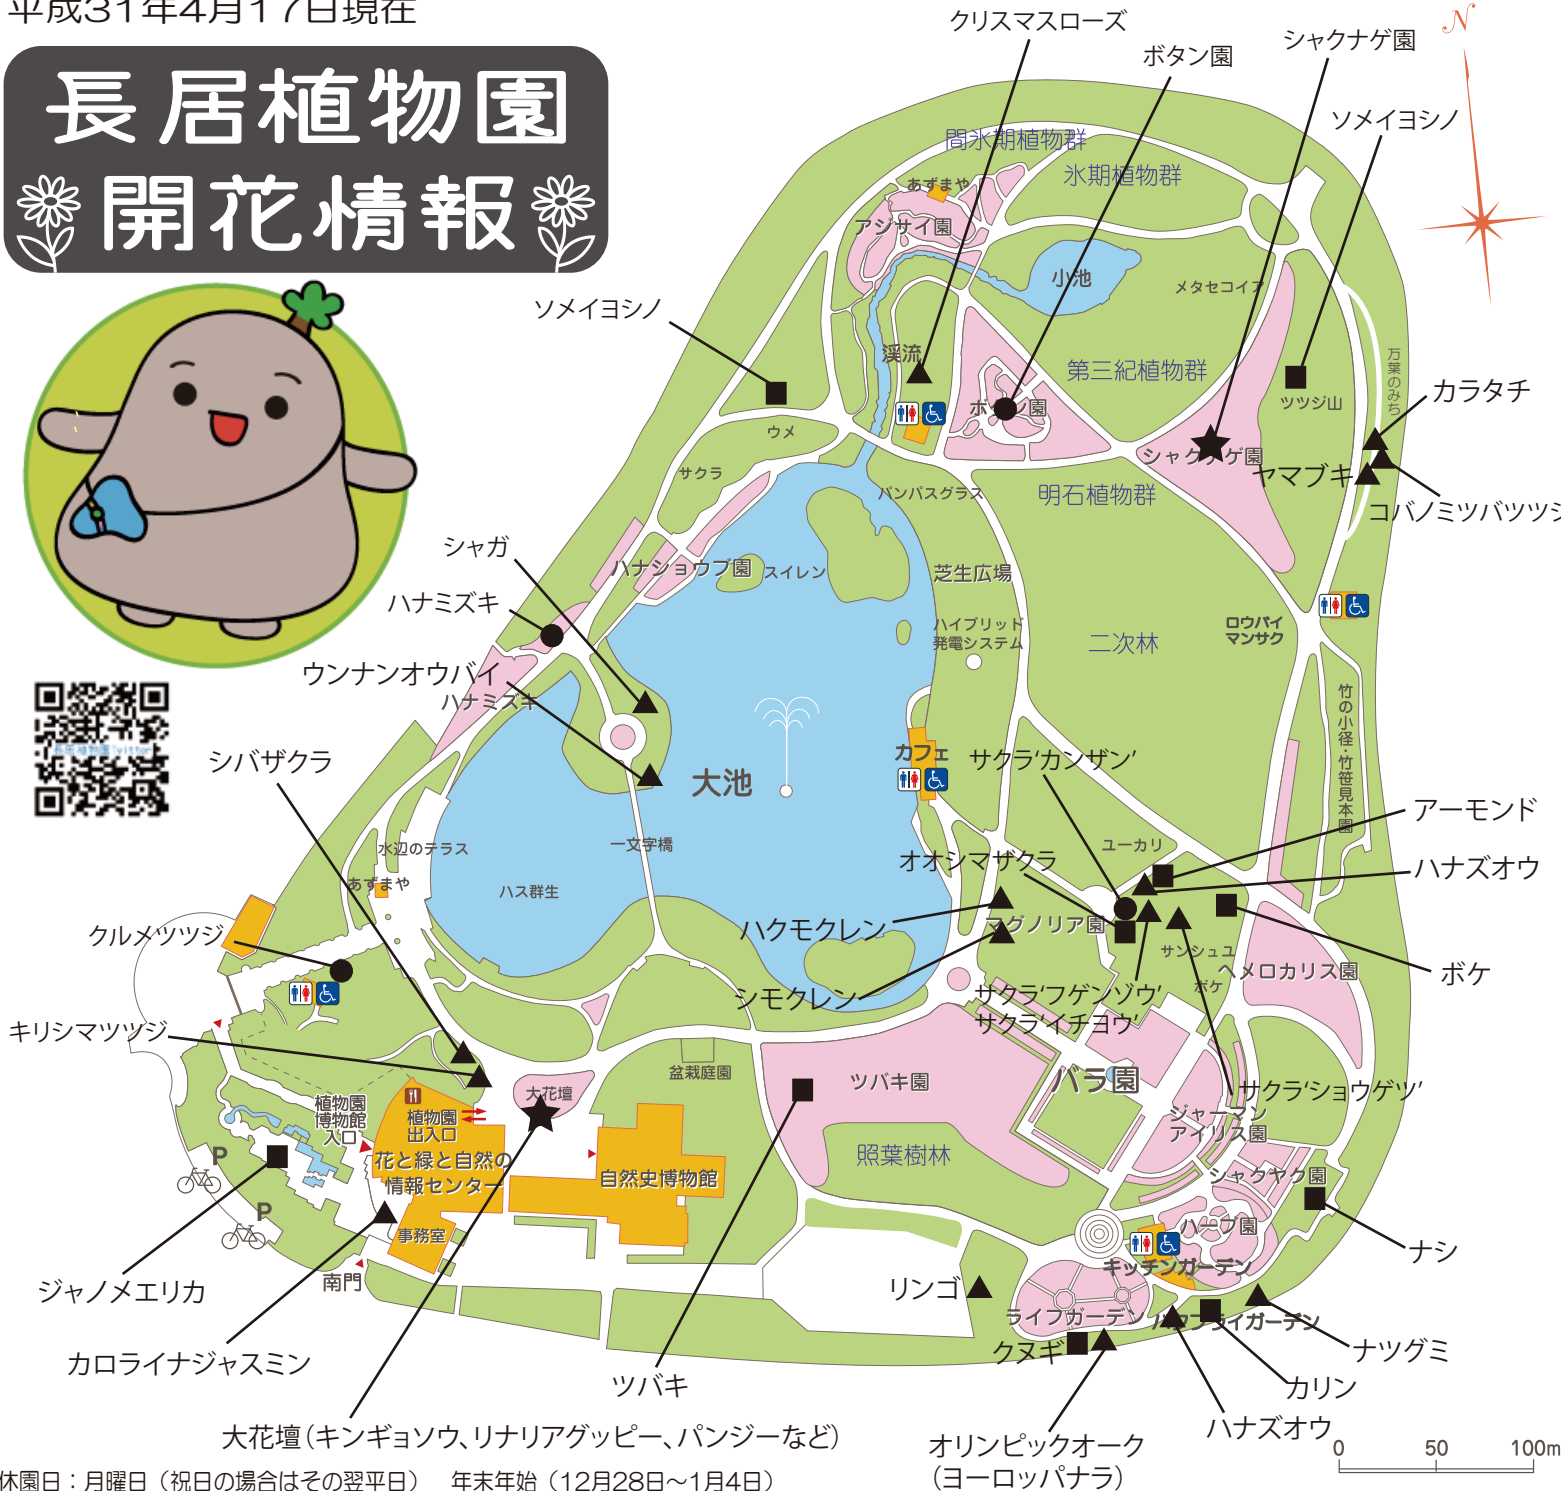 平成31年4月17日現在
長居植物園
開花情報
クリスマスローズ
ボタン園
シャクナゲ園
ソメイヨシノ
N
間氷期植物群
氷期植物群
あずまや
アジサイ園
小池
メタセコイア
ソメイヨシノ
渓流
第三紀植物群
万葉のみち
ツツジ山
カラタチ
ボタン園
ウメ
サクラ
シャクナゲ園
ヤマブキ
コバノミツバツツジ
パンパスグラス
明石植物群
シャガ
ハナショウブ園
スイレン
芝生広場
ハナミズキ
ハイブリッド
発電システム
二次林
ロウバイ
マンサク
ウンナンオウバイ
ハナミズキ
竹の小径・竹笹見本園
長居植物園Twitter
シバザクラ
大池
カフェ
サクラ‘カンザン’
アーモンド
水辺のテラス
一文字橋
ユーカリ
オオシマザクラ
ハナズオウ
あずまや
ハス群生
クルメツツジ
ハクモクレン
マグノリア園
サンシュユ
ヘメロカリス園
ボケ
ボケ
シモクレン
サクラ‘フゲンゾウ’
サクラ‘イチヨウ’
キリシマツツジ
盆栽庭園
ツバキ園
バラ園
大花壇
サクラ‘ショウゲツ’
植物園
博物館
入口
植物園
出入口
ジャーマン
アイリス園
花と緑と自然の
情報センター
自然史博物館
照葉樹林
シャクヤク園
P
P
事務室
ハーブ園
ナシ
南門
キッチンガーデン
ジャノメエリカ
リンゴ
ライフガーデン
バタフライガーデン
クヌギ
ナツグミ
カロライナジャスミン
ツバキ
カリン
ハナズオウ
大花壇（キンギョソウ、リナリアグッピー、パンジーなど）
オリンピックオーク
（ヨーロッパナラ）
0 50 100m
休園日：月曜日（祝日の場合はその翌平日） 年末年始（12月28日～1月4日）